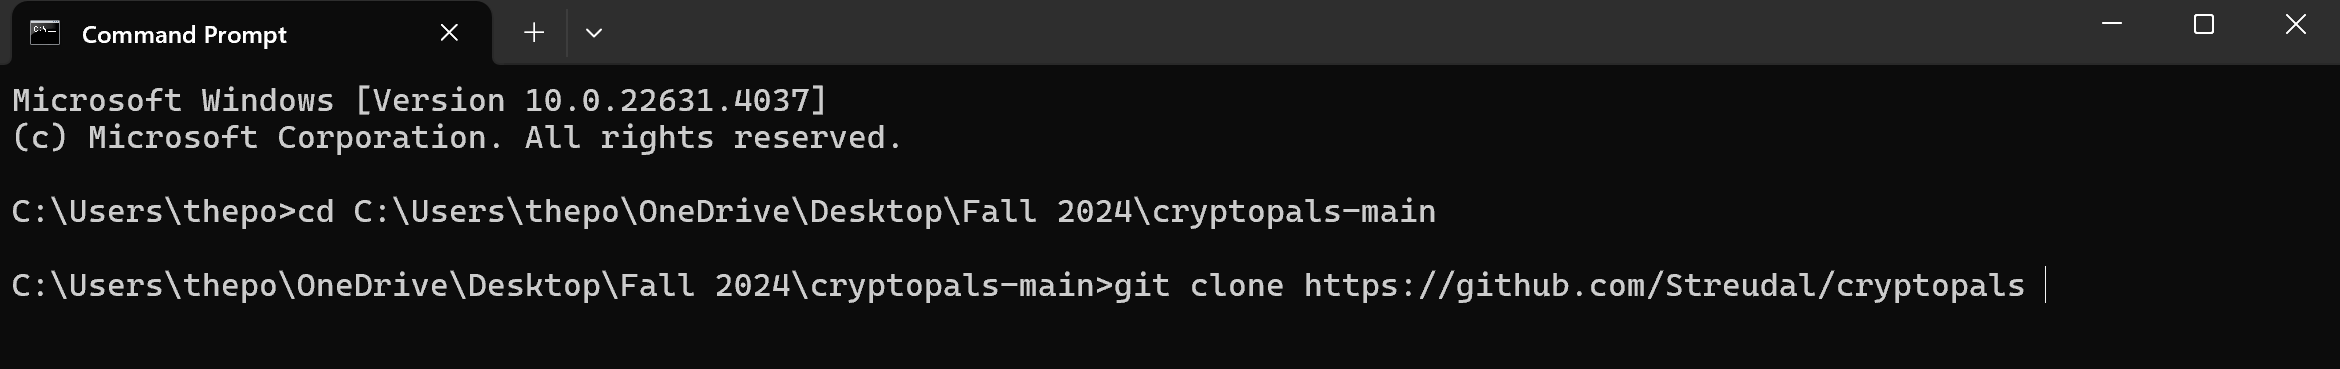 Command Prompt
Microsoft Windows [Version 10.0.22631.4037]
(c) Microsoft Corporation. All rights reserved.
C:\Users\thepo>cd C:\Users\thepo\OneDrive\Desktop\Fall 2024\cryptopals-main
C:\Users\thepo\OneDrive\Desktop\Fall 2024\cryptopals-main>git clone https://github.com/Streudal/cryptopals